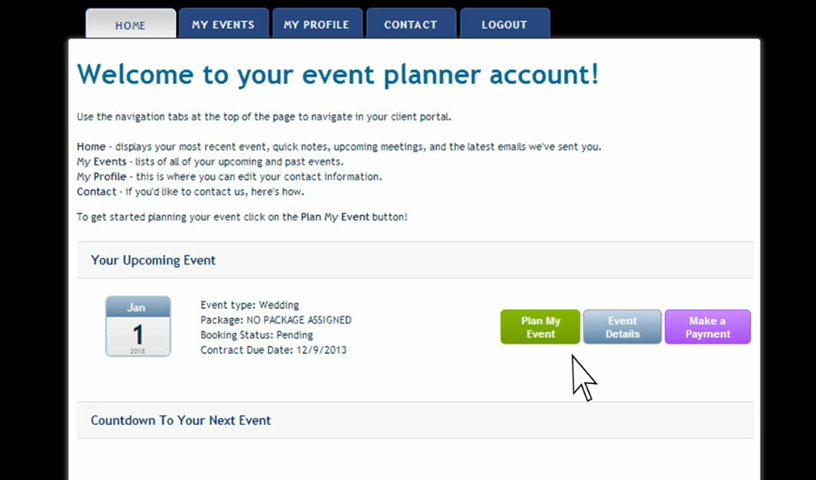 HOME MY EVENTS MY PROFILE CONTACT LOGOUT
Welcome to your event planner account!
Use the navigation tabs at the top of the page to navigate in your client portal.
Home - displays your most recent event, quick notes, upcoming meetings, and the latest emails we've sent you.
My Events - lists of all of your upcoming and past events.
My Profile - this is where you can edit your contact information.
Contact - if you'd like to contact us, here's how.
To get started planning your event click on the Plan My Event button!
Your Upcoming Event
Jan
1
2018
Event type: Wedding
Package: NO PACKAGE ASSIGNED
Booking Status: Pending
Contract Due Date: 12/9/2013
Plan My
Event
Event
Details
Make a
Payment
Countdown To Your Next Event